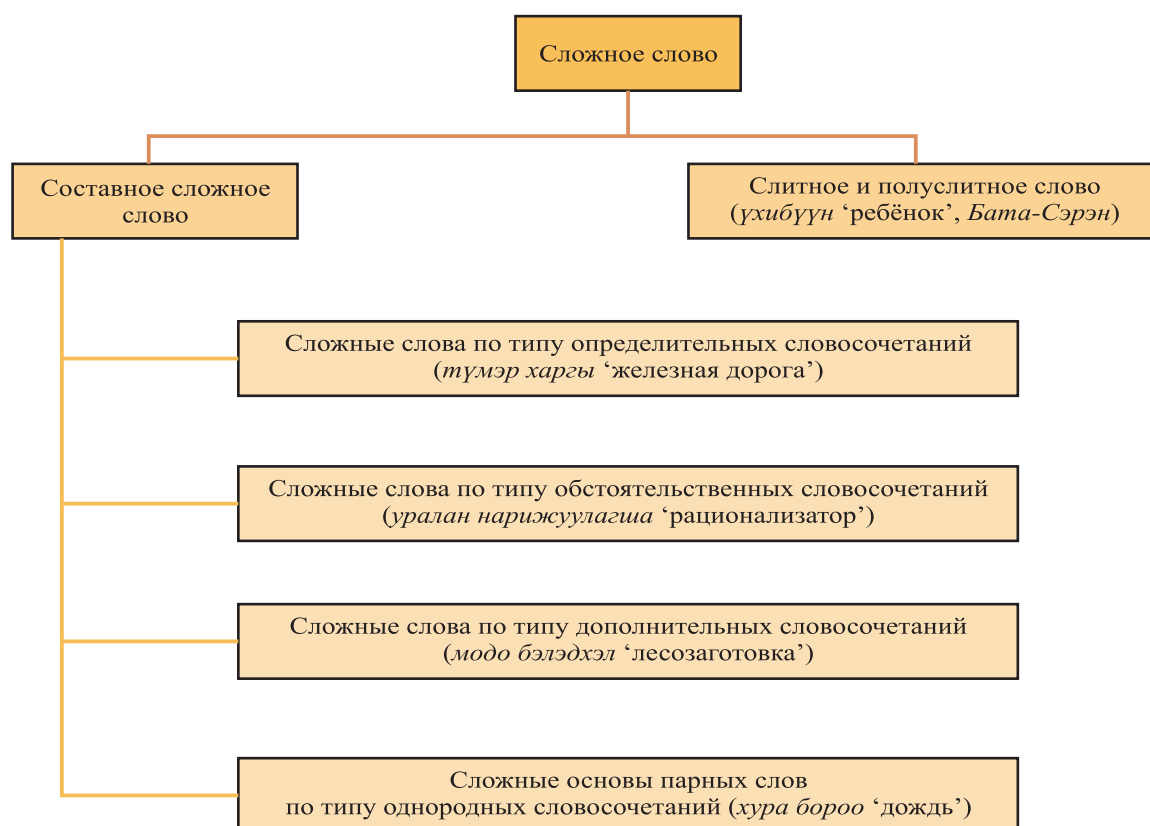 Сложное слово
Составное сложное
слово
Слитное и полуслитное слово
(үхибүүн ‘ребёнок’, Бата-Сэрэн)
Сложные слова по типу определительных словосочетаний
(түмэр харгы ‘железная дорога’)
Сложные слова по типу обстоятельственных словосочетаний
(уралан нарижуулагша ‘рационализатор’)
Сложные слова по типу дополнительных словосочетаний
(модо бэлэдхэл ‘лесозаготовка’)
Сложные основы парных слов
по типу однородных словосочетаний (хура бороо ‘дождь’)